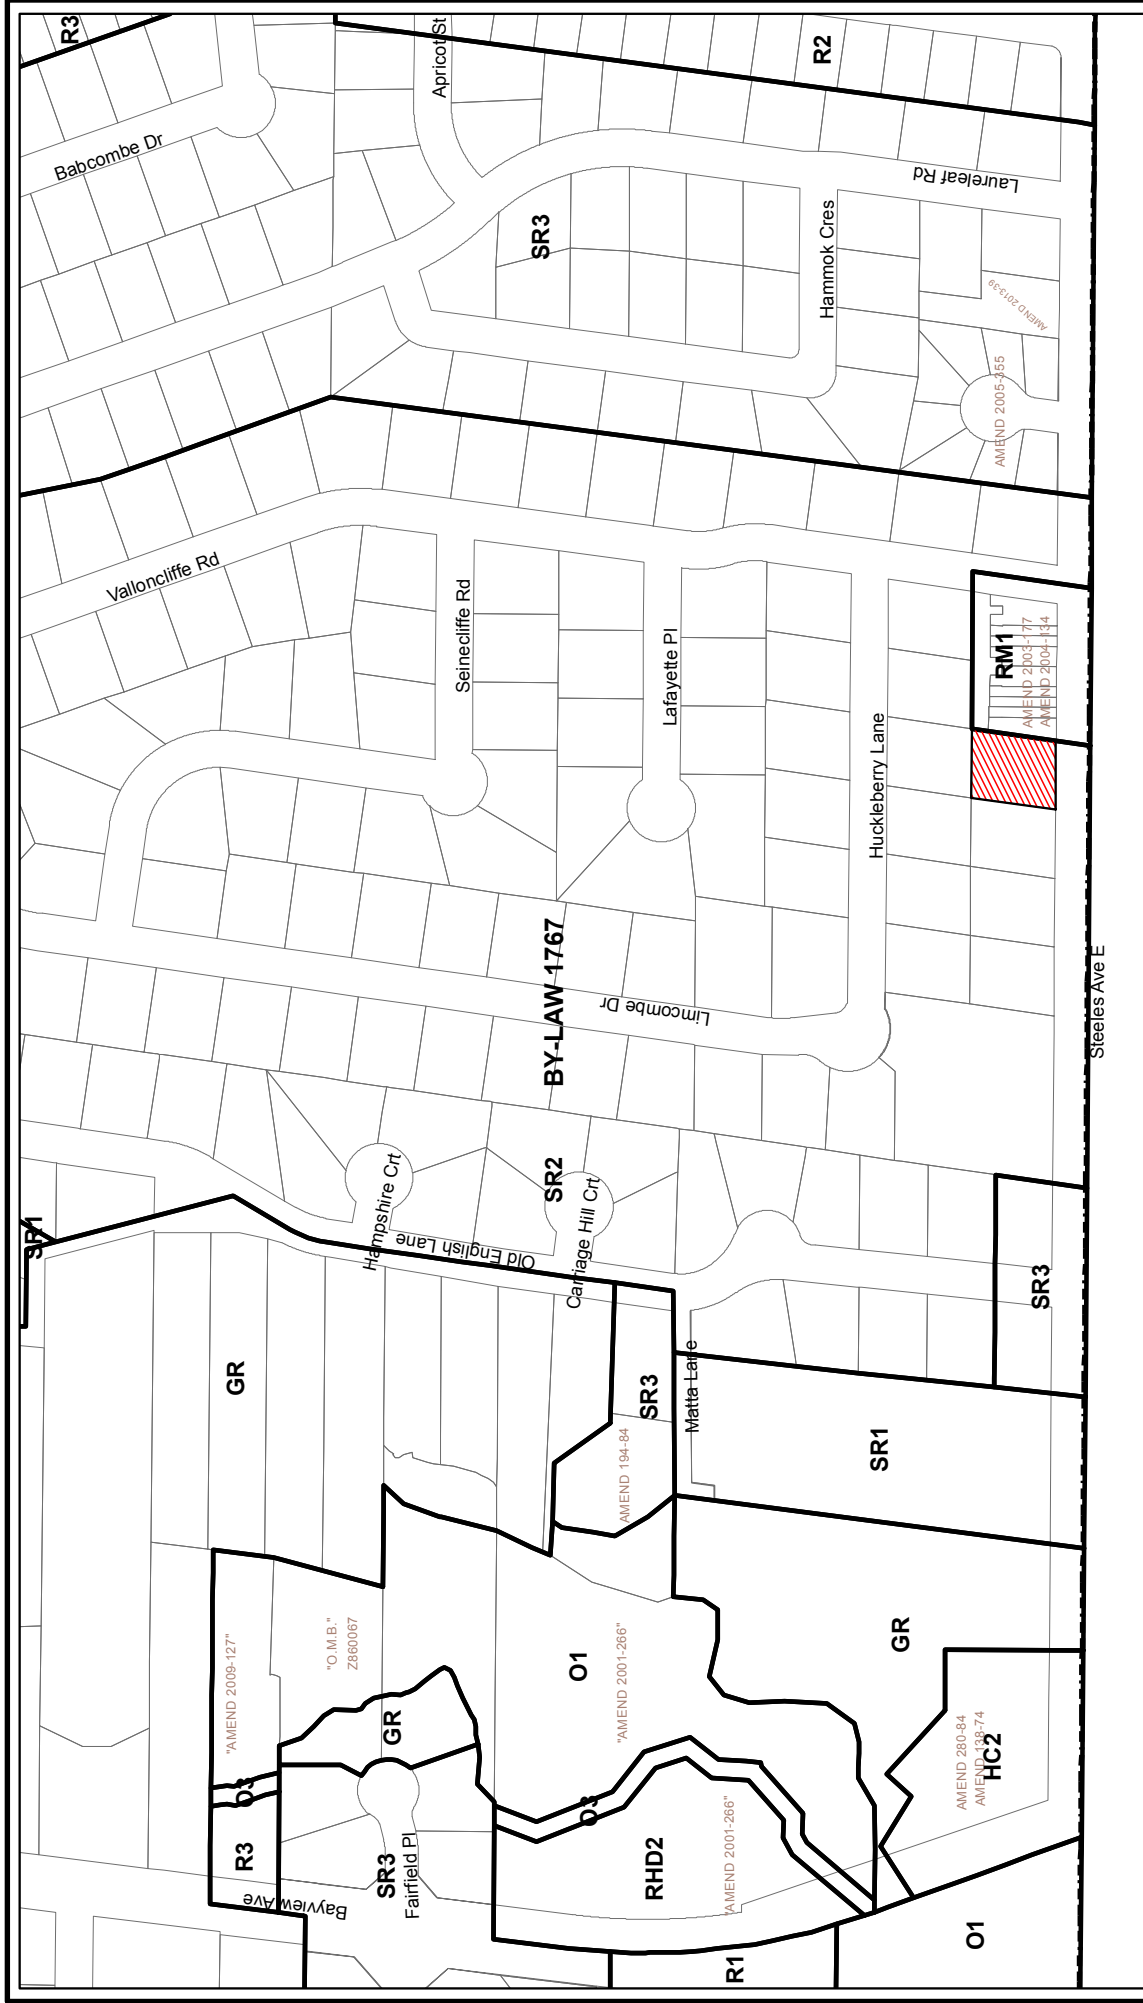 R3
Apricot St
R2
Babcombe Dr
Laureleaf Rd
SR3
Hammok Cres
AMEND 2013-39
AMEND 2005-355
Valloncliffe Rd
Seinecliffe Rd
Lafayette Pl
RM1
AMEND 2003-177
AMEND 2004-134
Huckleberry Lane
BY-LAW 1767
Limcombe Dr
Steeles Ave E
SR2
Hampshire Crt
Carriage Hill Crt
Old English Lane
SR1
SR3
GR
SR3
Matta Lane
AMEND 194-84
SR1
"AMEND 2009-127"
"O.M.B."
Z860067
O1
"AMEND 2001-266"
GR
GR
AMEND 280-84
AMEND 138-74
HC2
O3
O3
R3
SR3
Fairfield Pl
Bayview Ave
RHD2
"AMEND 2001-266"
R1
O1